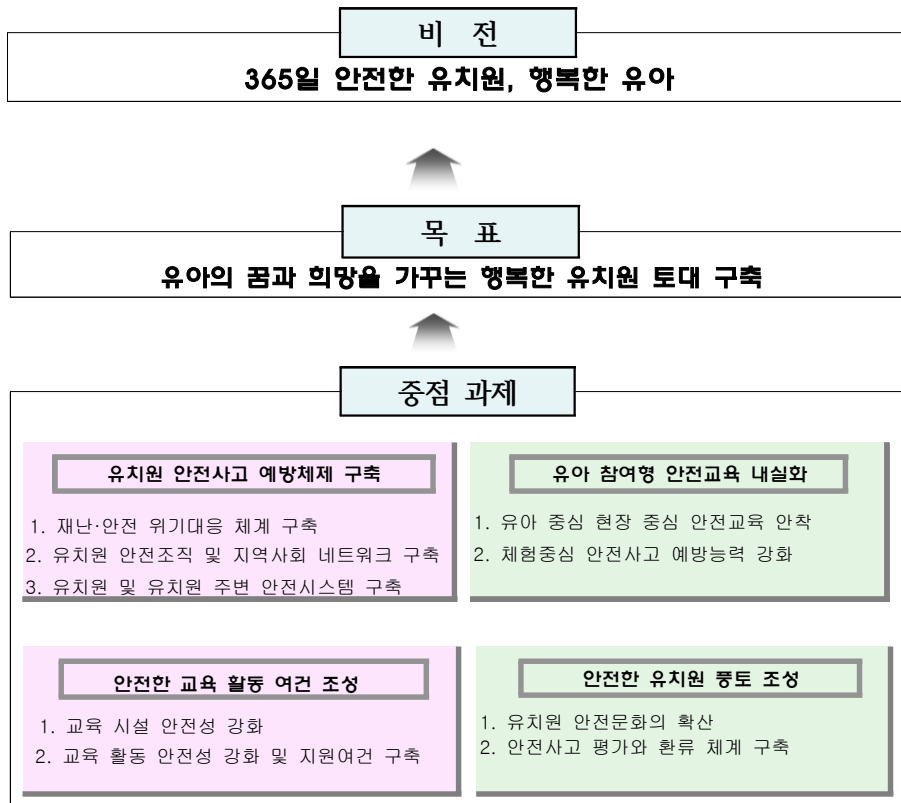 비 전
365일 안전한 유치원, 행복한 유아
목 표
유아의 꿈과 희망을 가꾸는 행복한 유치원 토대 구축
중점 과제
유치원 안전사고 예방체제 구축
1. 재난·안전 위기대응 체계 구축
2. 유치원 안전조직 및 지역사회 네트워크 구축
3. 유치원 및 유치원 주변 안전시스템 구축
유아 참여형 안전교육 내실화
1. 유아 중심 현장 중심 안전교육 안착
2. 체험중심 안전사고 예방능력 강화
안전한 교육 활동 여건 조성
1. 교육 시설 안전성 강화
2. 교육 활동 안전성 강화 및 지원여건 구축
안전한 유치원 풍토 조성
1. 유치원 안전문화의 확산
2. 안전사고 평가와 환류 체계 구축